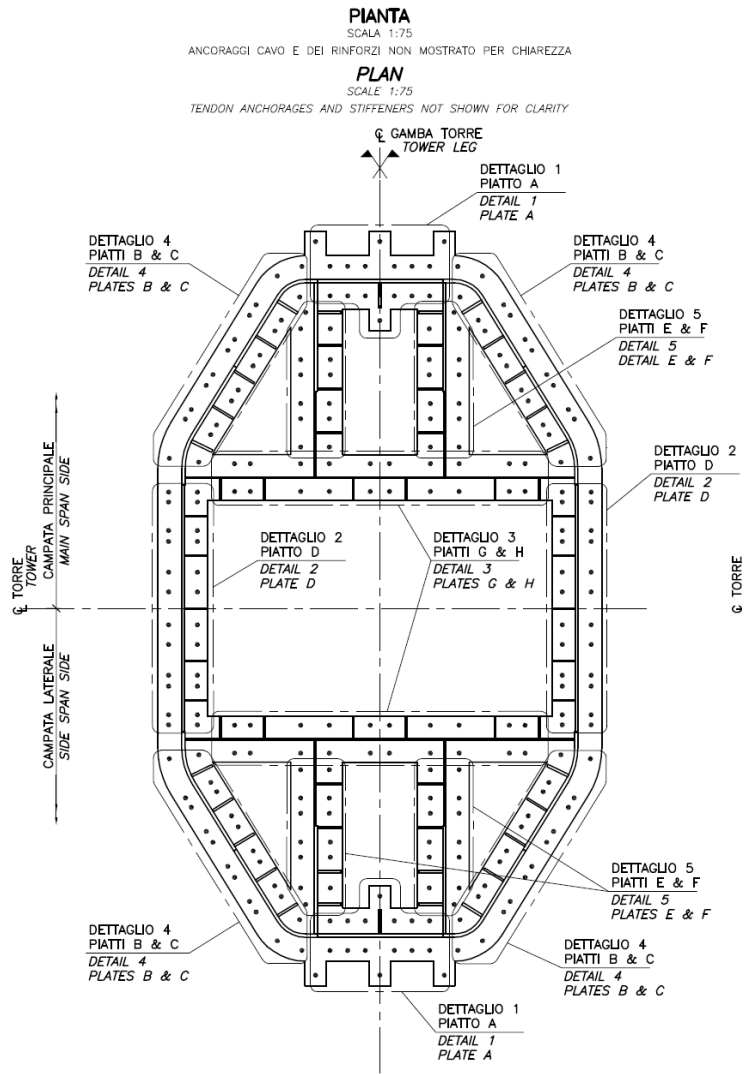 PIANTA
SCALA 1:75
ANCORAGGI CAVO E DEI RINFORZI NON MOSTRATO PER CHIAREZZA
PLAN
SCALE 1:75
TENDON ANCHORAGES AND STIFFENERS NOT SHOWN FOR CLARITY
℄ GAMBA TORRE
TOWER LEG
DETTAGLIO 1
PIATTO A
DETAIL 1
PLATE A
DETTAGLIO 4
PIATTI B & C
DETAIL 4
PLATES B & C
DETTAGLIO 4
PIATTI B & C
DETAIL 4
PLATES B & C
DETTAGLIO 5
PIATTI E & F
DETAIL 5
DETAIL E & F
DETTAGLIO 2
PIATTO D
DETAIL 2
PLATE D
CAMPATA PRINCIPALE
MAIN SPAN SIDE
DETTAGLIO 2
PIATTO D
DETAIL 2
PLATE D
DETTAGLIO 3
PIATTI G & H
DETAIL 3
PLATES G & H
℄ TORRE
TOWER
℄ TORRE
CAMPATA LATERALE
SIDE SPAN SIDE
DETTAGLIO 5
PIATTI E & F
DETAIL 5
PLATES E & F
DETTAGLIO 4
PIATTI B & C
DETAIL 4
PLATES B & C
DETTAGLIO 4
PIATTI B & C
DETAIL 4
PLATES B & C
DETTAGLIO 1
PIATTO A
DETAIL 1
PLATE A